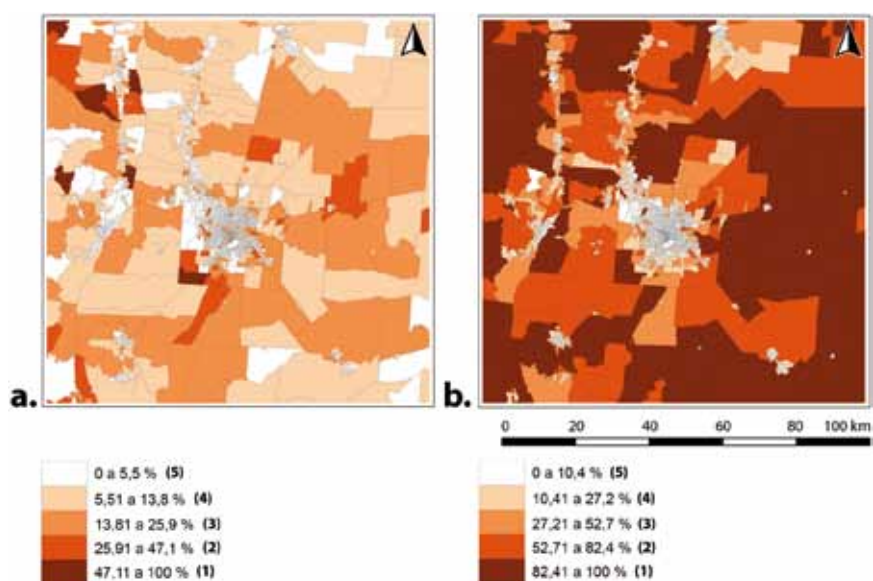 a.
b.
0 20 40 60 80 100 km
0 a 5,5 % (5)
5,51 a 13,8 % (4)
13,81 a 25,9 % (3)
25,91 a 47,1 % (2)
47,11 a 100 % (1)
0 a 10,4 % (5)
10,41 a 27,2 % (4)
27,21 a 52,7 % (3)
52,71 a 82,4 % (2)
82,41 a 100 % (1)